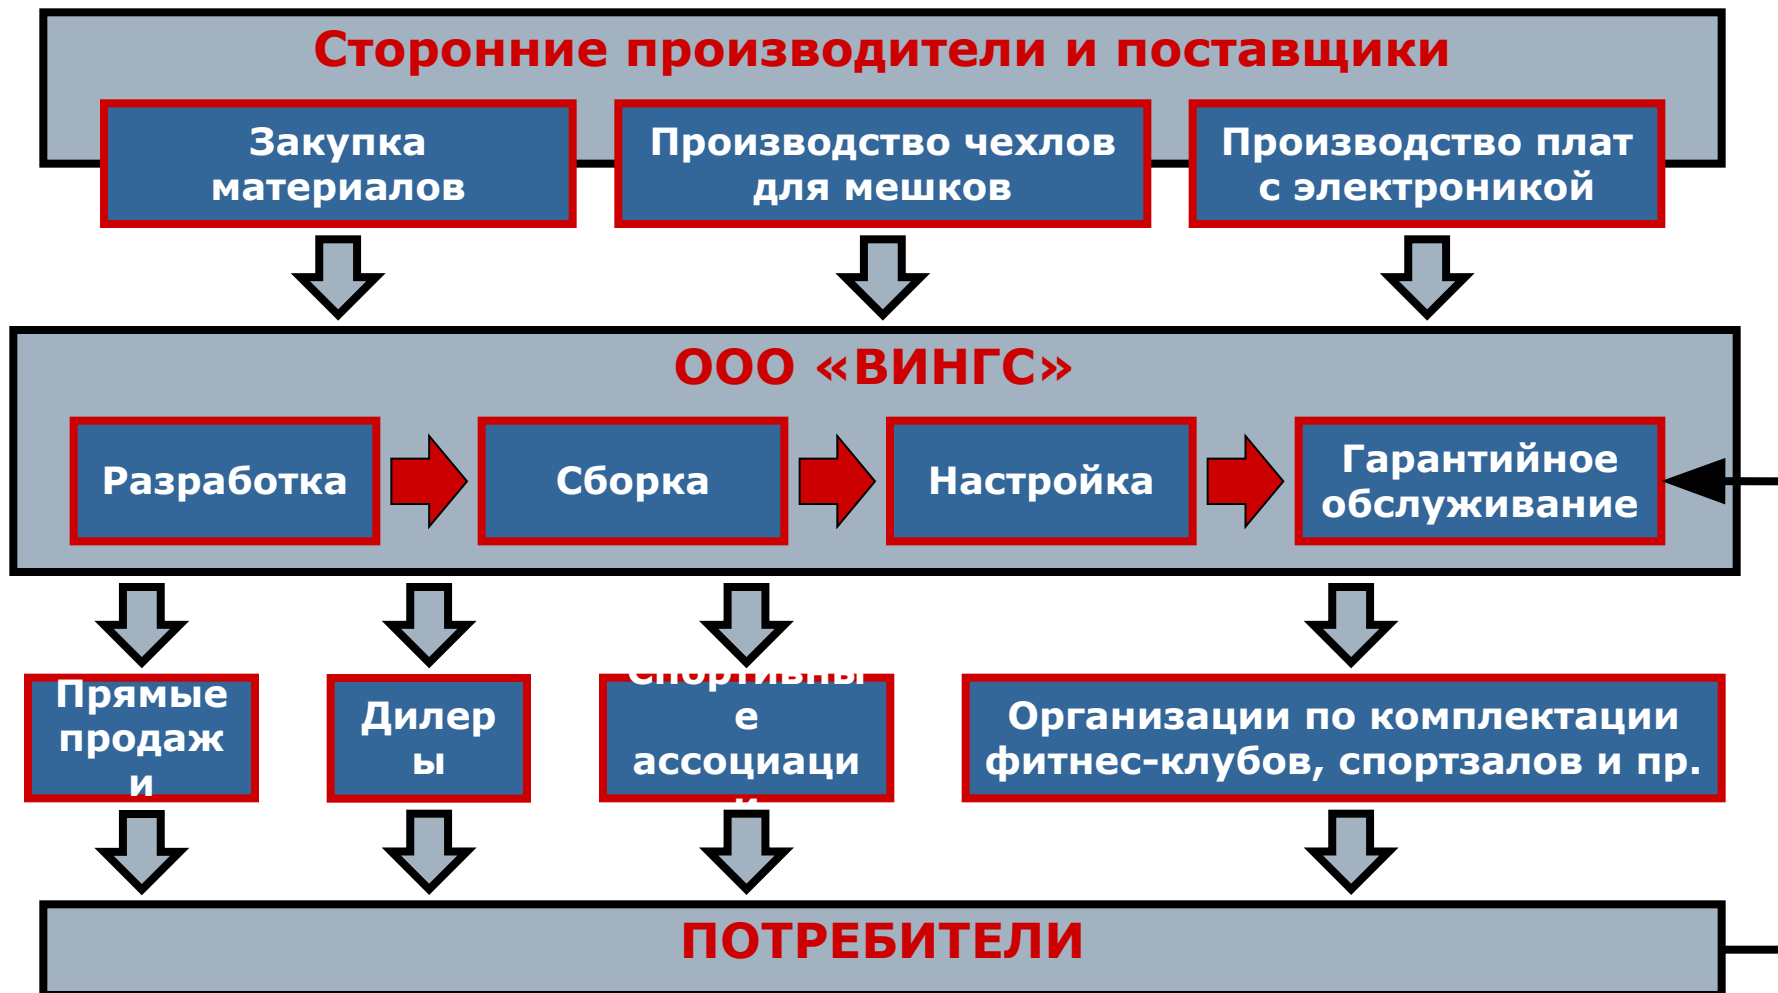 Сторонние производители и поставщики
Закупка
материалов
Производство чехлов
для мешков
Производство плат
с электроникой
ООО «ВИНГС»
Разработка
Сборка
Настройка
Гарантийное
обслуживание
Прямые
продаж
и
Дилер
ы
Спортивны
е
ассоциаци
и
Организации по комплектации
фитнес-клубов, спортзалов и пр.
ПОТРЕБИТЕЛИ